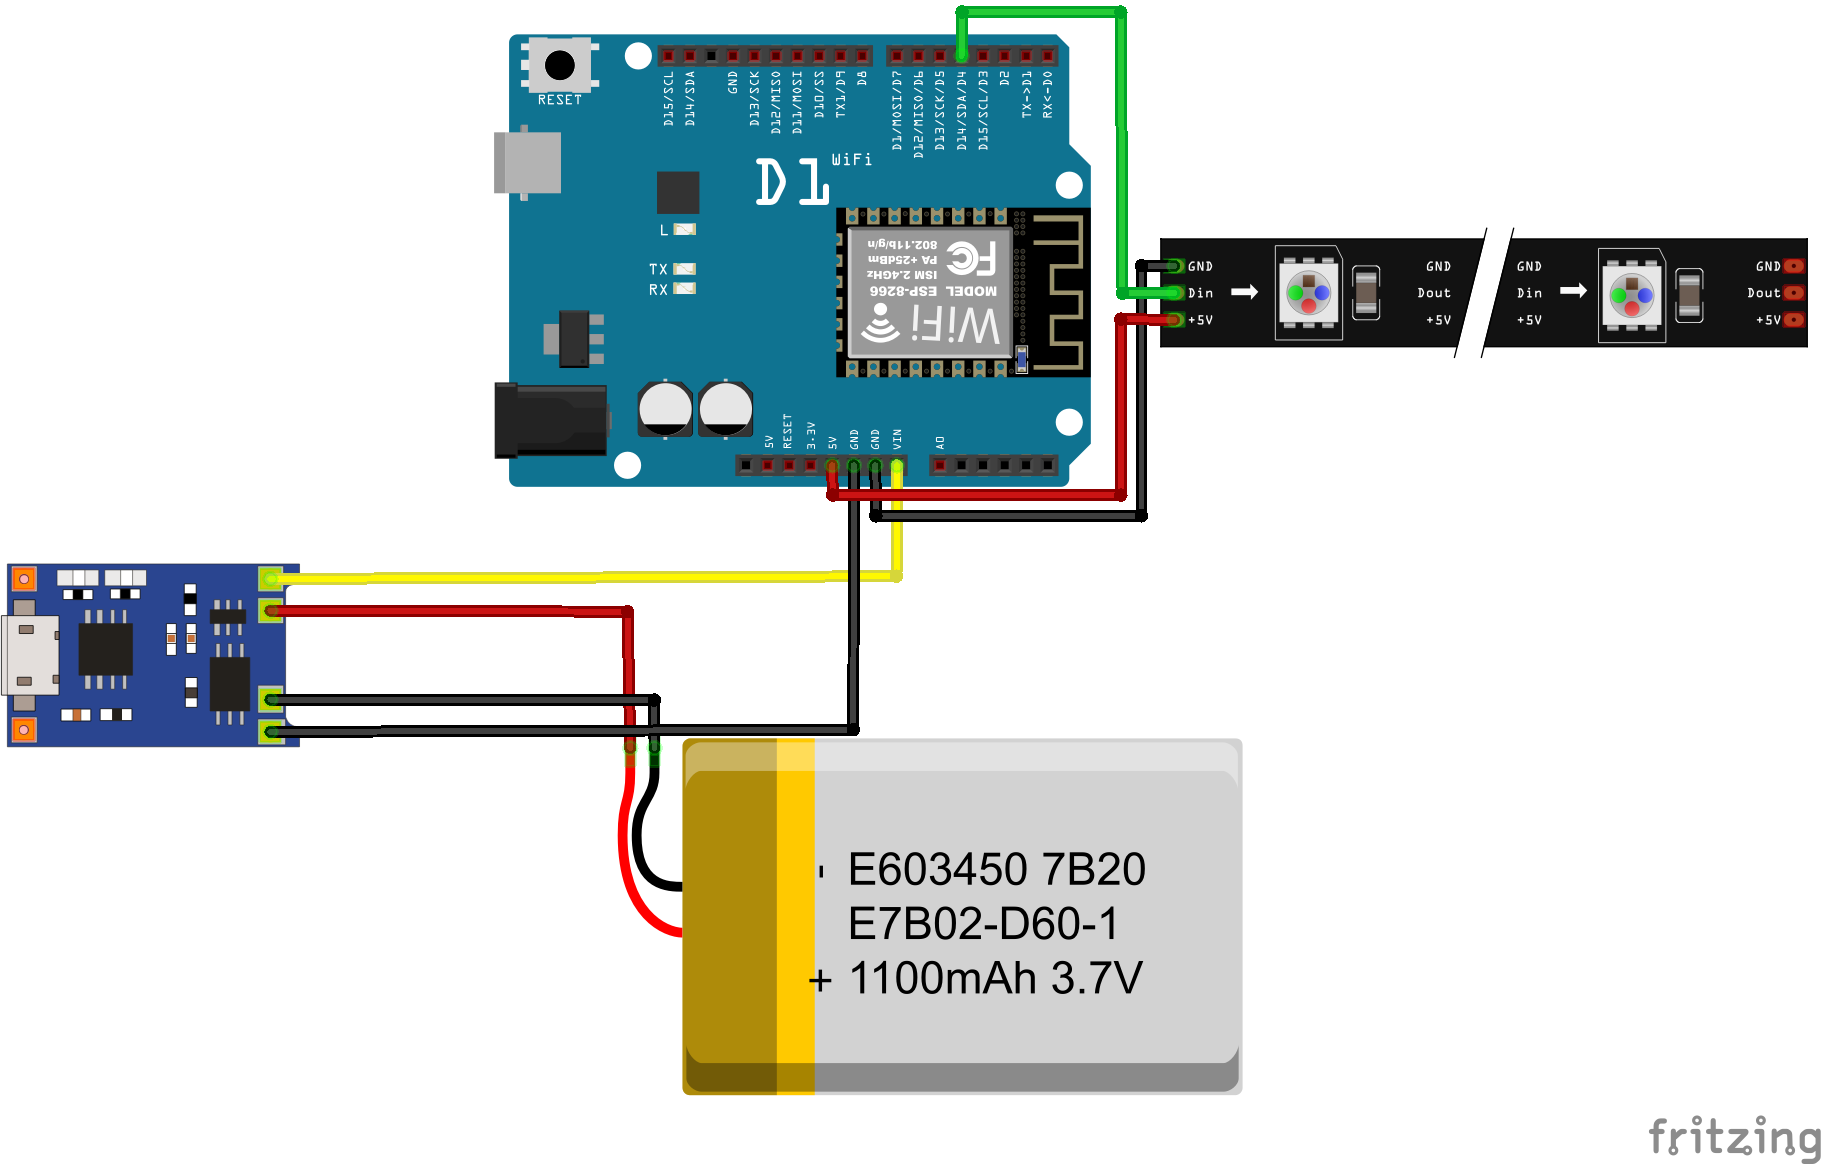 RESET
D15/SCL
D14/SDA
GND
D13/SCK
D12/MISO
D11/MOSI
D10/SS
TX1/D9
D8
D1/MOSI/D7
D12/MISO/D6
D13/SCK/D5
D14/SDA/D4
D15/SCL/D3
D2
TX->D1
RX<-D0
D1
WiFi
L
TX
RX
MODEL ESP-8266
ISM 2.4GHz
PA +25dBm
802.11b/g/n
FC
WiFi
5V
RESET
3.3V
5V
GND
GND
VIN
A0
GND
Din
+5V
GND
Dout
+5V
GND
Din
+5V
GND
Dout
+5V
- E603450 7B20
E7B02-D60-1
+ 1100mAh 3.7V
fritzing